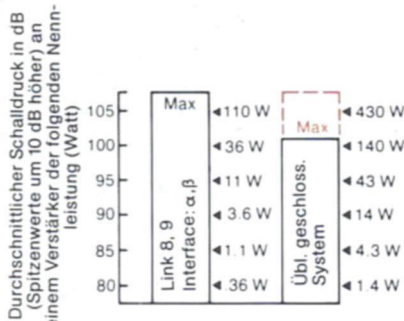 Durchschnittlicher Schalldruck in dB
(Spitzenwerte um 10 dB höher) an
einem Verstärker der folgenden Nenn-
leistung (Watt)
105
100
95
90
85
80
Max
Link 8, 9
Interface: α,β
110 W
36 W
11 W
3.6 W
1.1 W
.36 W
Max
Übl. geschloss.
System
430 W
140 W
43 W
14 W
4.3 W
1.4 W